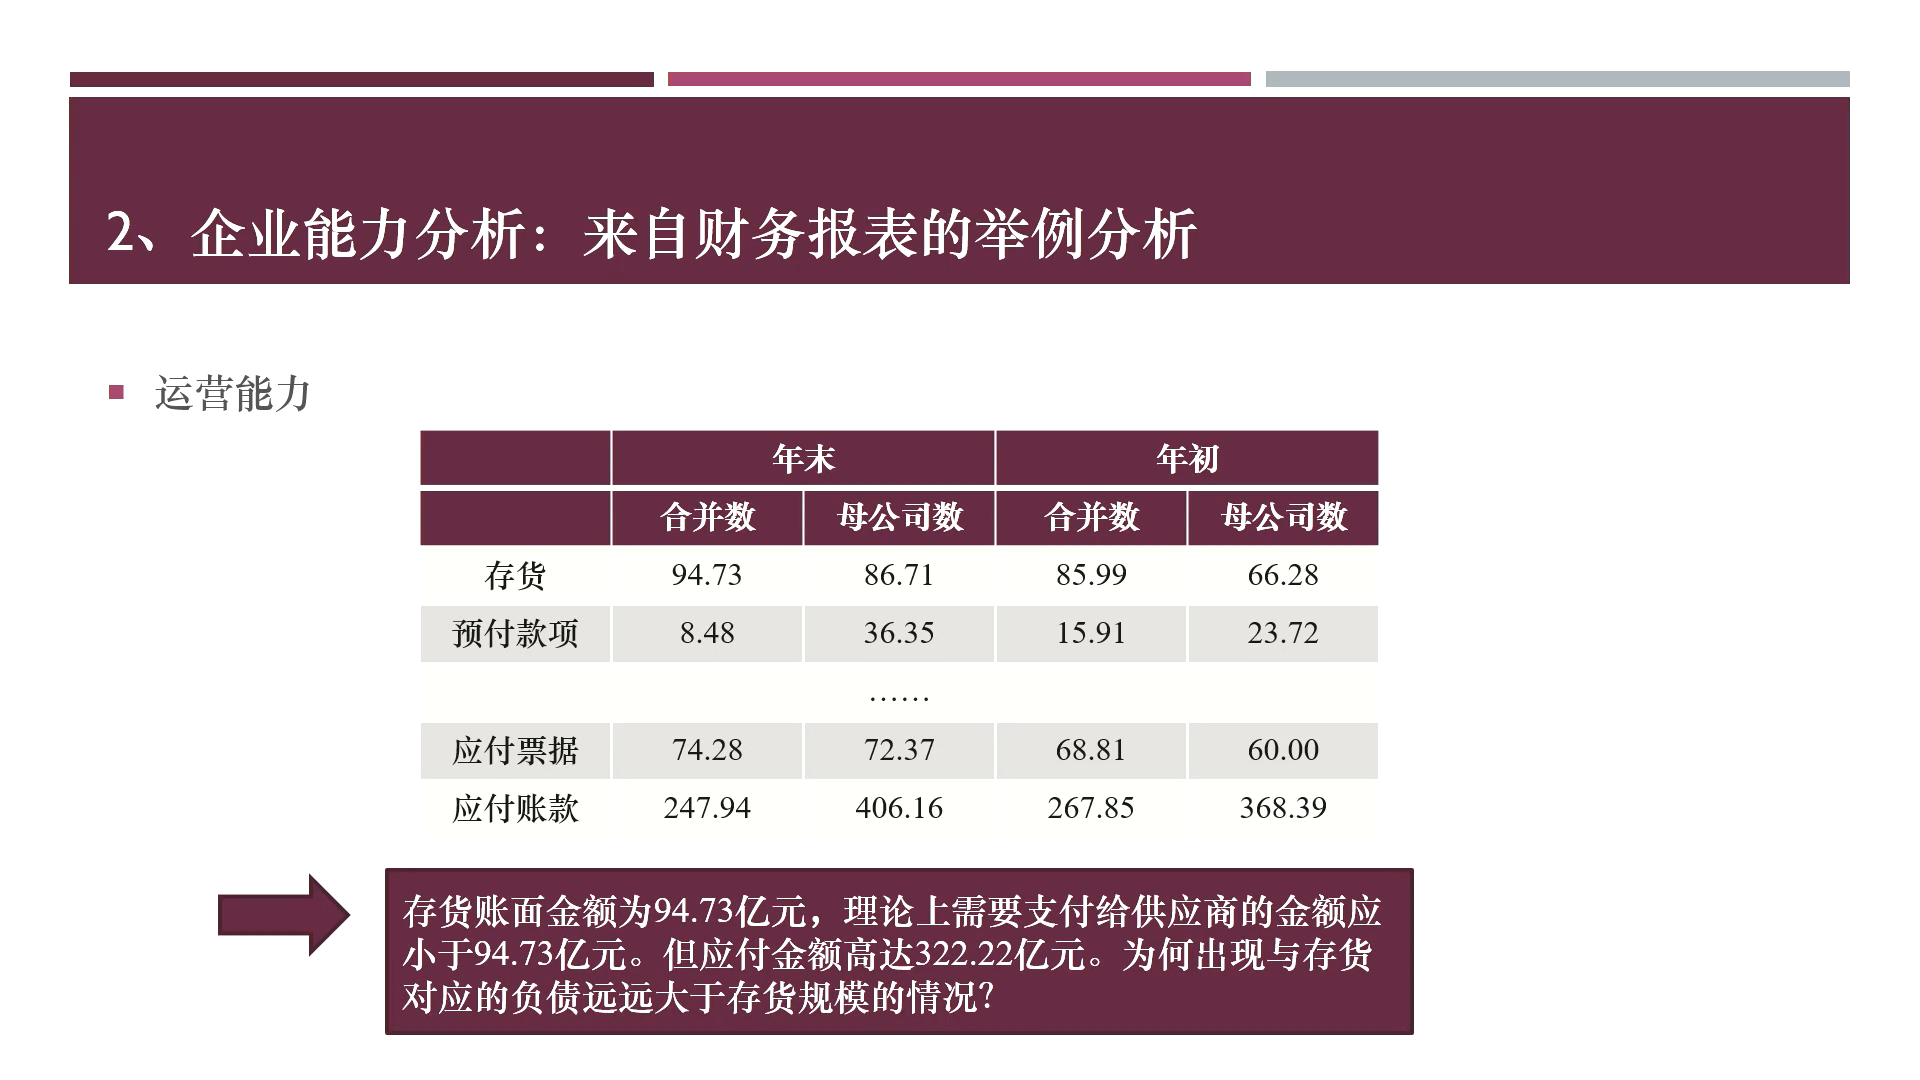 2、企业能力分析：来自财务报表的举例分析
运营能力
年末 年初
合并数 母公司数 合并数 母公司数
存货 94.73 86.71 85.99 66.28
预付款项 8.48 36.35 15.91 23.72
……
应付票据 74.28 72.37 68.81 60.00
应付账款 247.94 406.16 267.85 368.39
存货账面金额为94.73亿元，理论上需要支付给供应商的金额应
小于94.73亿元。但应付金额高达322.22亿元。为何出现与存货
对应的负债远远大于存货规模的情况？